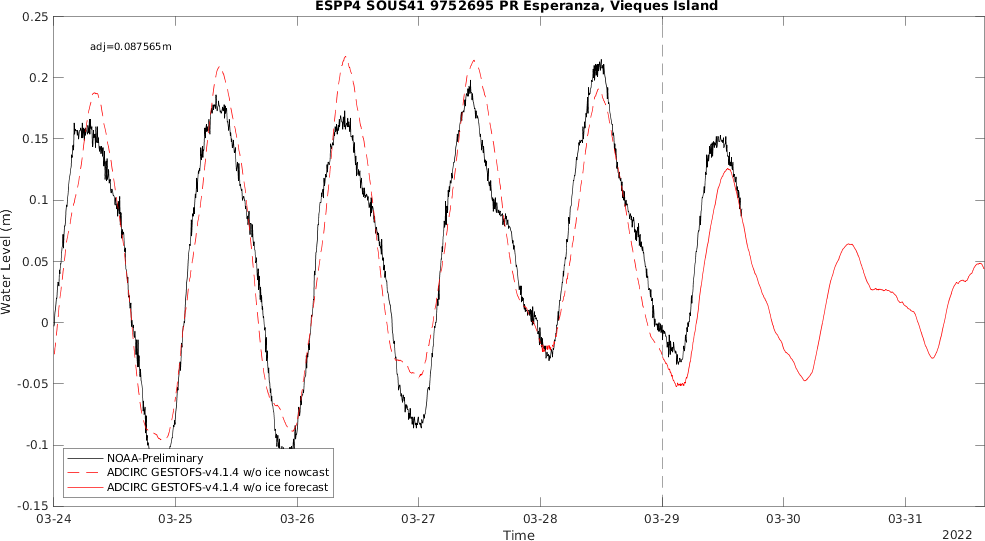 ESPP4 SOUS41 9752695 PR Esperanza, Vieques Island
adj=0.087565m
0.25
0.2
0.15
0.1
0.05
0
-0.05
-0.1
-0.15
Water Level (m)
NOAA-Preliminary
ADCIRC GESTOFS-v4.1.4 w/o ice nowcast
ADCIRC GESTOFS-v4.1.4 w/o ice forecast
03-24 03-25 03-26 03-27 03-28 03-29 03-30 03-31
Time
2022